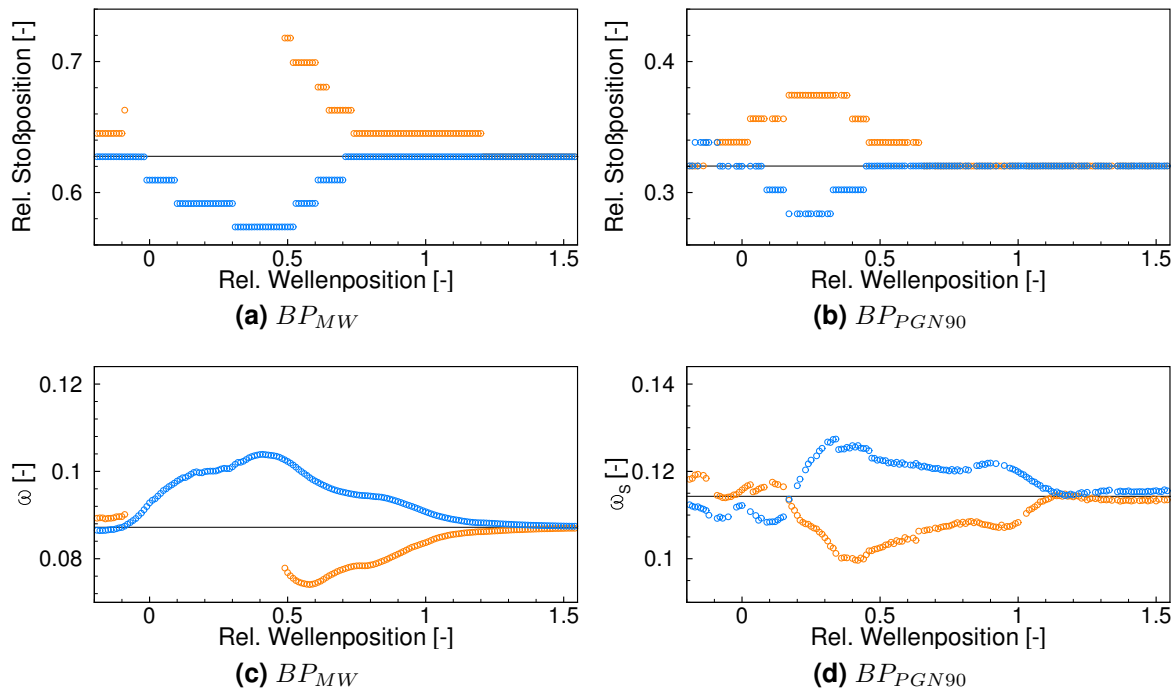 Rel. Stoßposition [-]
0.7
0.6
0
0.5
1
1.5
Rel. Wellenposition [-]
(a) BP_MW
Rel. Stoßposition [-]
0.4
0.3
0
0.5
1
1.5
Rel. Wellenposition [-]
(b) BP_PGN90
ω [-]
0.12
0.1
0.08
0
0.5
1
1.5
Rel. Wellenposition [-]
(c) BP_MW
ω_s [-]
0.14
0.12
0.1
0
0.5
1
1.5
Rel. Wellenposition [-]
(d) BP_PGN90